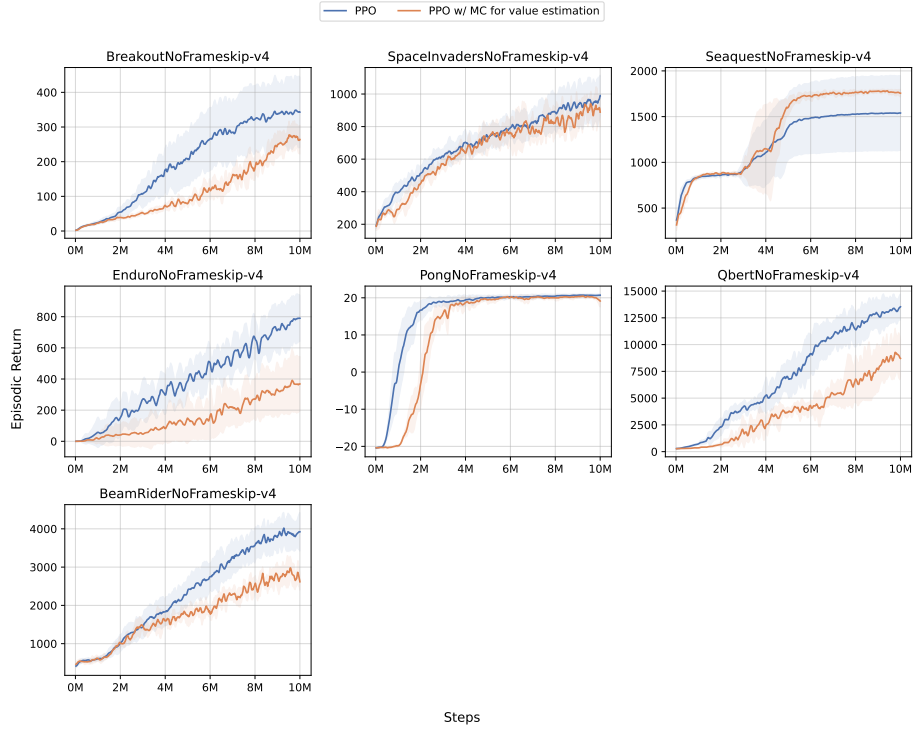 PPO PPO w/ MC for value estimation
BreakoutNoFrameskip-v4 SpaceInvadersNoFrameskip-v4 SeaquestNoFrameskip-v4
400
300
200
100
0
0M 2M 4M 6M 8M 10M
1000
800
600
400
200
0M 2M 4M 6M 8M 10M
2000
1500
1000
500
0M 2M 4M 6M 8M 10M
EnduroNoFrameskip-v4 PongNoFrameskip-v4 QbertNoFrameskip-v4
Episodic Return
800
600
400
200
0
0M 2M 4M 6M 8M 10M
20
10
0
−10
−20
0M 2M 4M 6M 8M 10M
15000
12500
10000
7500
5000
2500
0
0M 2M 4M 6M 8M 10M
BeamRiderNoFrameskip-v4
4000
3000
2000
1000
0M 2M 4M 6M 8M 10M
Steps